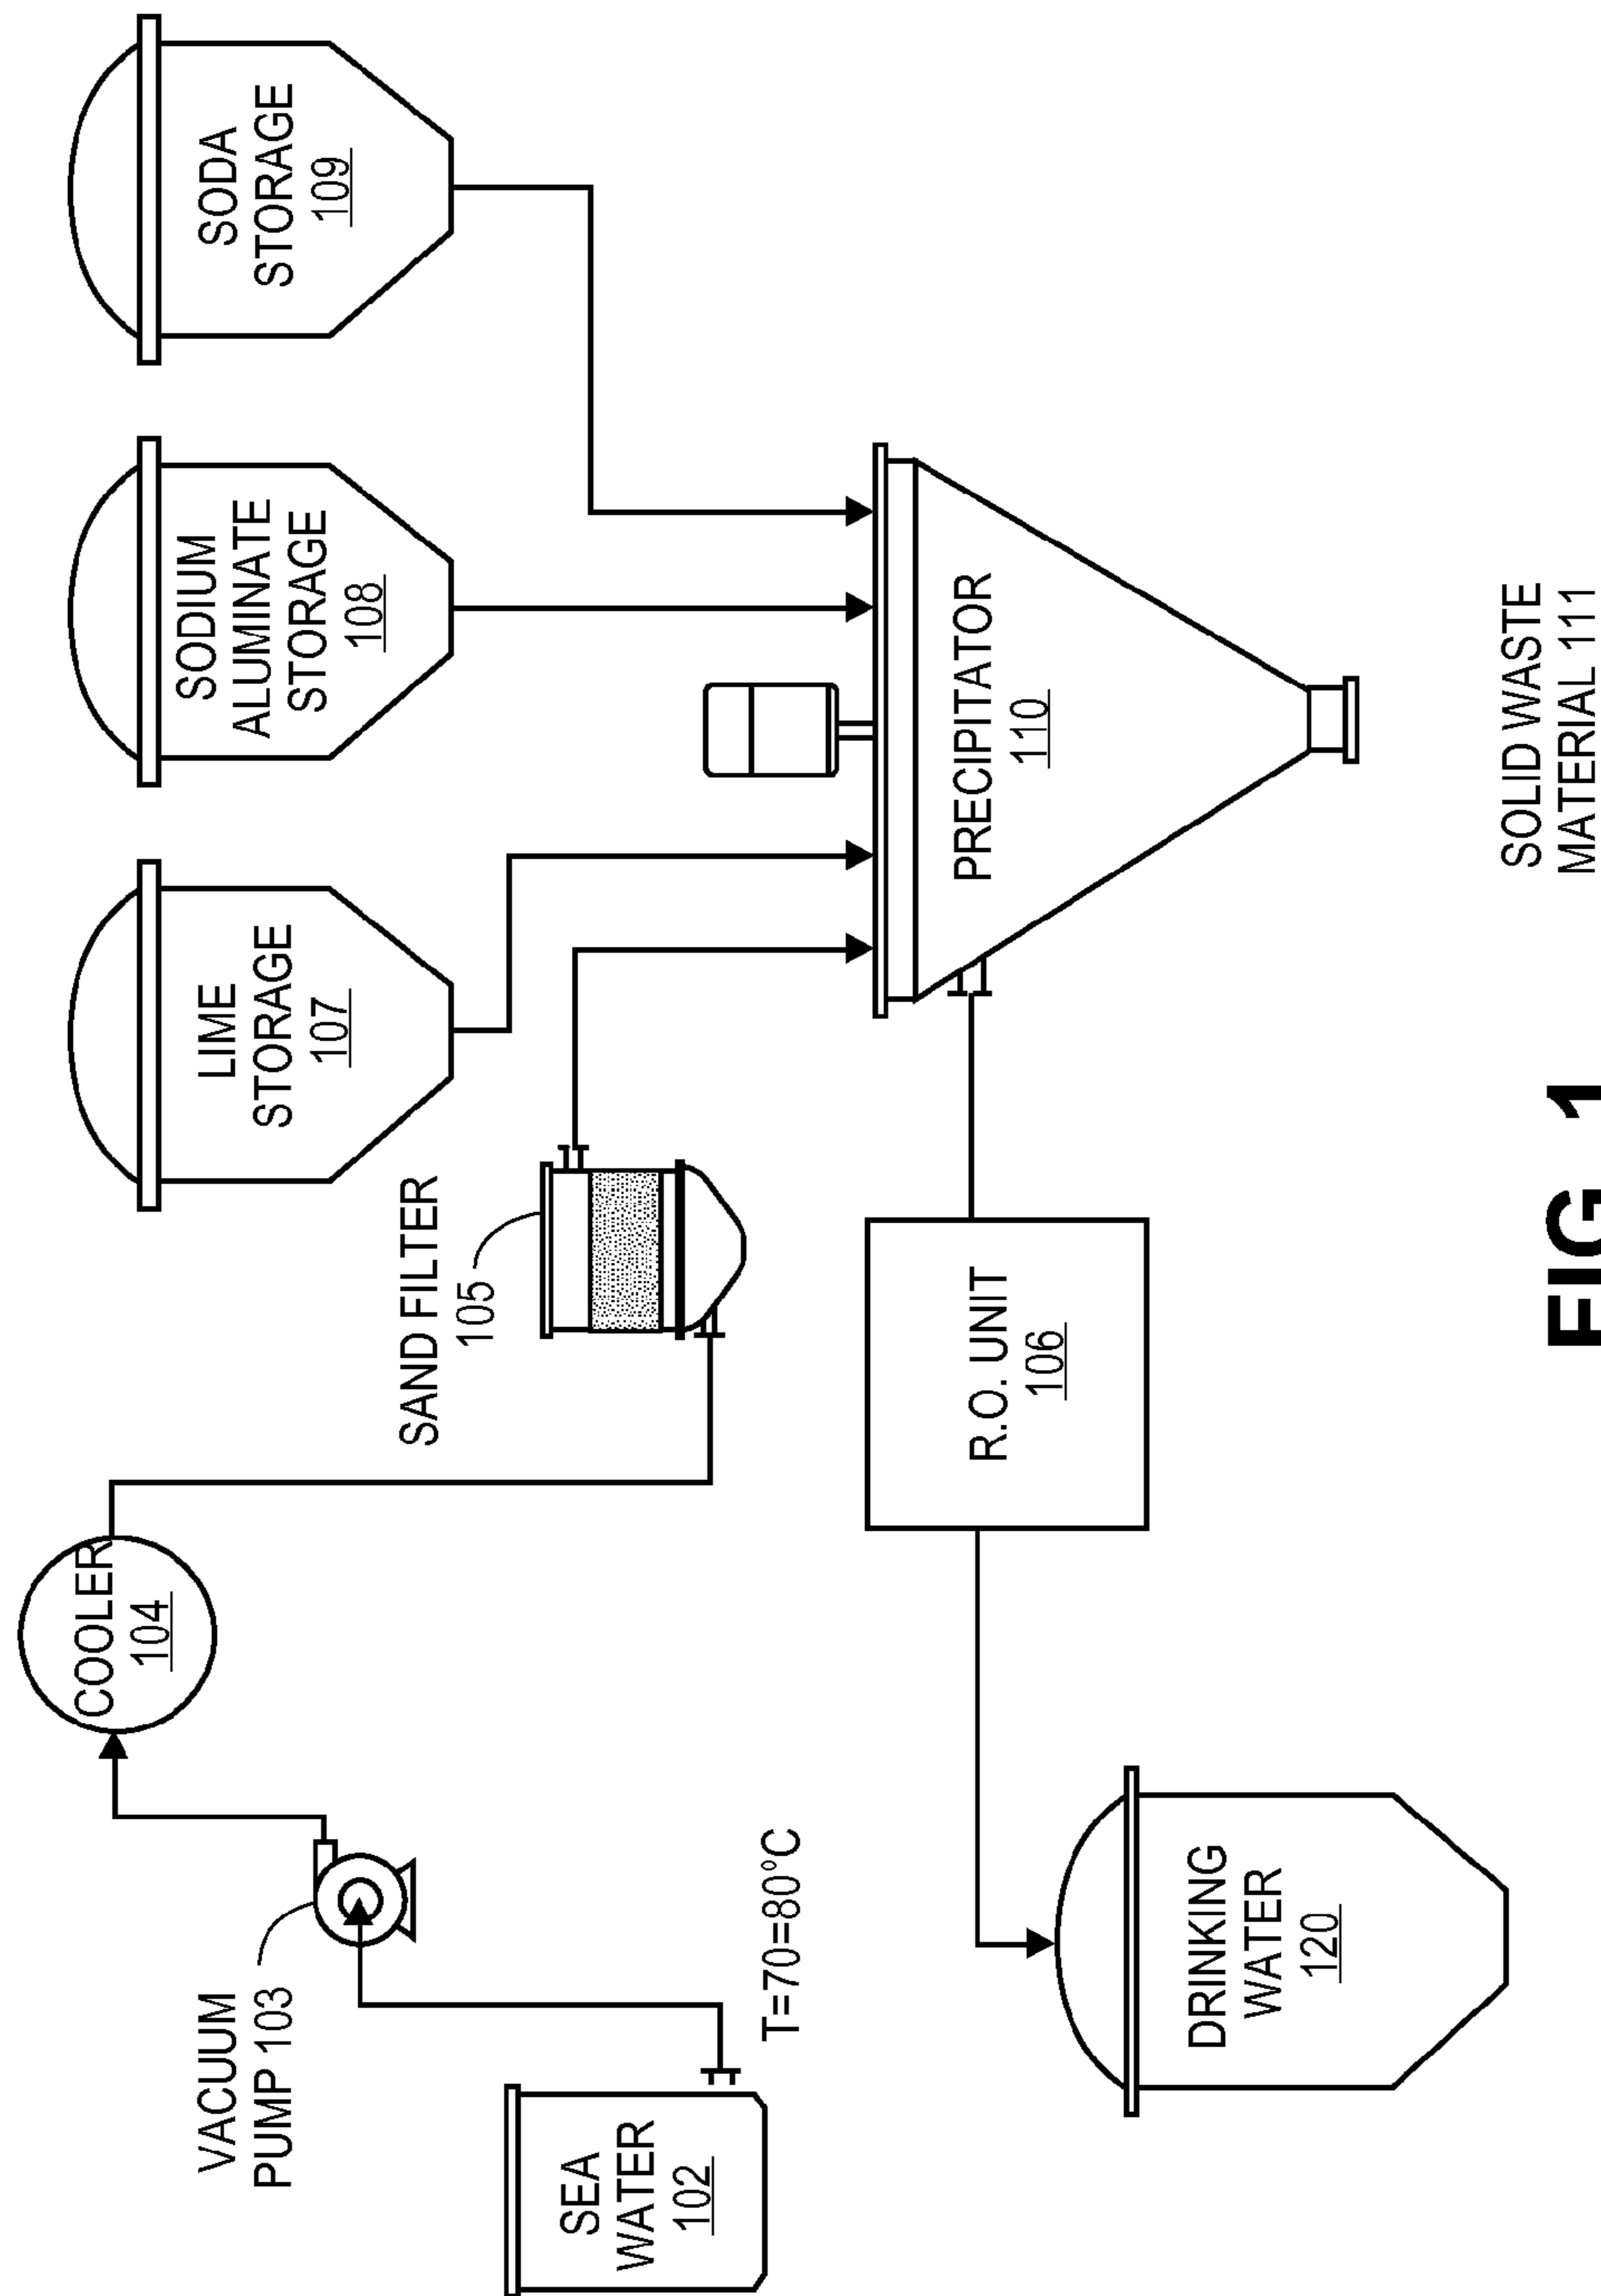 COOLER
104
VACUUM
PUMP 103
LIME
STORAGE
107
SODIUM
ALUMINATE
STORAGE
108
SODA
STORAGE
109
SAND FILTER
105
SEA
WATER
102
T=70=80°C
R.O. UNIT
106
PRECIPITATOR
110
DRINKING
WATER
120
SOLID WASTE
MATERIAL 111
FIG 1